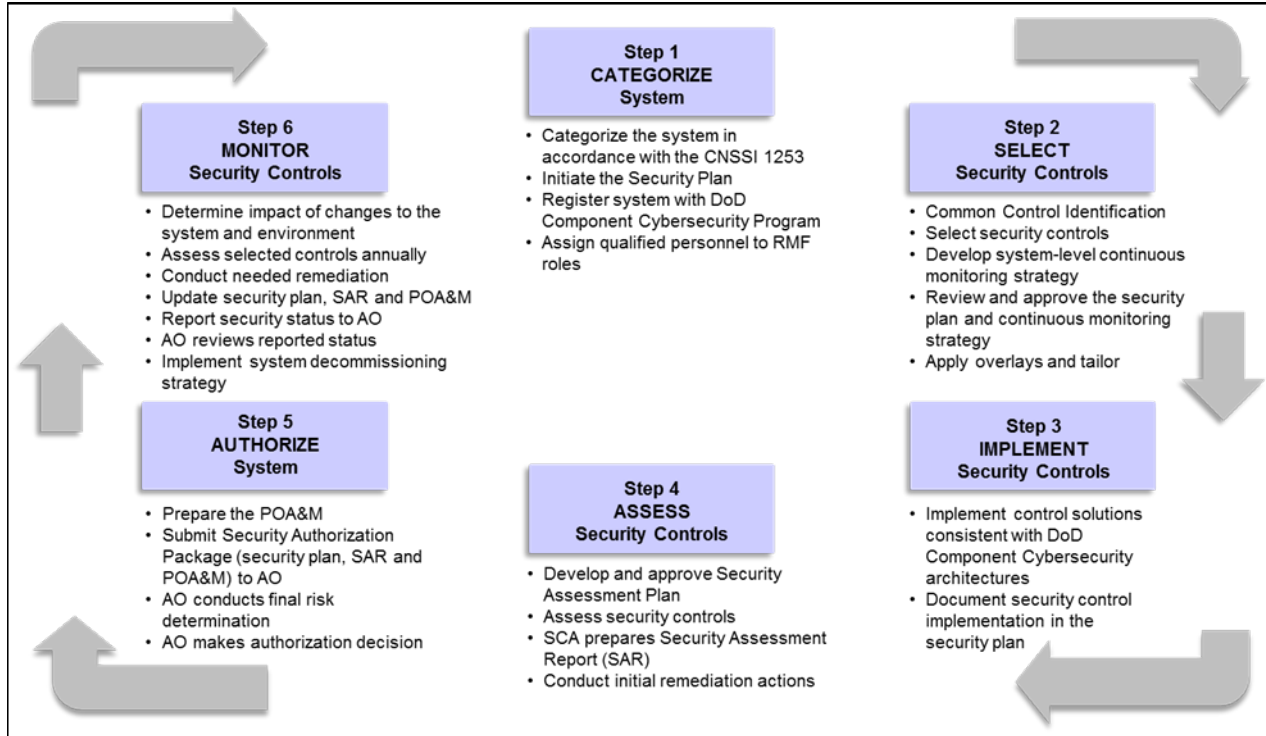 Step 1
CATEGORIZE
System
• Categorize the system in
accordance with the CNSSI 1253
• Initiate the Security Plan
• Register system with DoD
Component Cybersecurity Program
• Assign qualified personnel to RMF
roles
Step 2
SELECT
Security Controls
• Common Control Identification
• Select security controls
• Develop system-level continuous
monitoring strategy
• Review and approve the security
plan and continuous monitoring
strategy
• Apply overlays and tailor
Step 3
IMPLEMENT
Security Controls
• Implement control solutions
consistent with DoD
Component Cybersecurity
architectures
• Document security control
implementation in the
security plan
Step 4
ASSESS
Security Controls
• Develop and approve Security
Assessment Plan
• Assess security controls
• SCA prepares Security Assessment
Report (SAR)
• Conduct initial remediation actions
Step 5
AUTHORIZE
System
• Prepare the POA&M
• Submit Security Authorization
Package (security plan, SAR and
POA&M) to AO
• AO conducts final risk
determination
• AO makes authorization decision
Step 6
MONITOR
Security Controls
• Determine impact of changes to the
system and environment
• Assess selected controls annually
• Conduct needed remediation
• Update security plan, SAR and POA&M
• Report security status to AO
• AO reviews reported status
• Implement system decommissioning
strategy